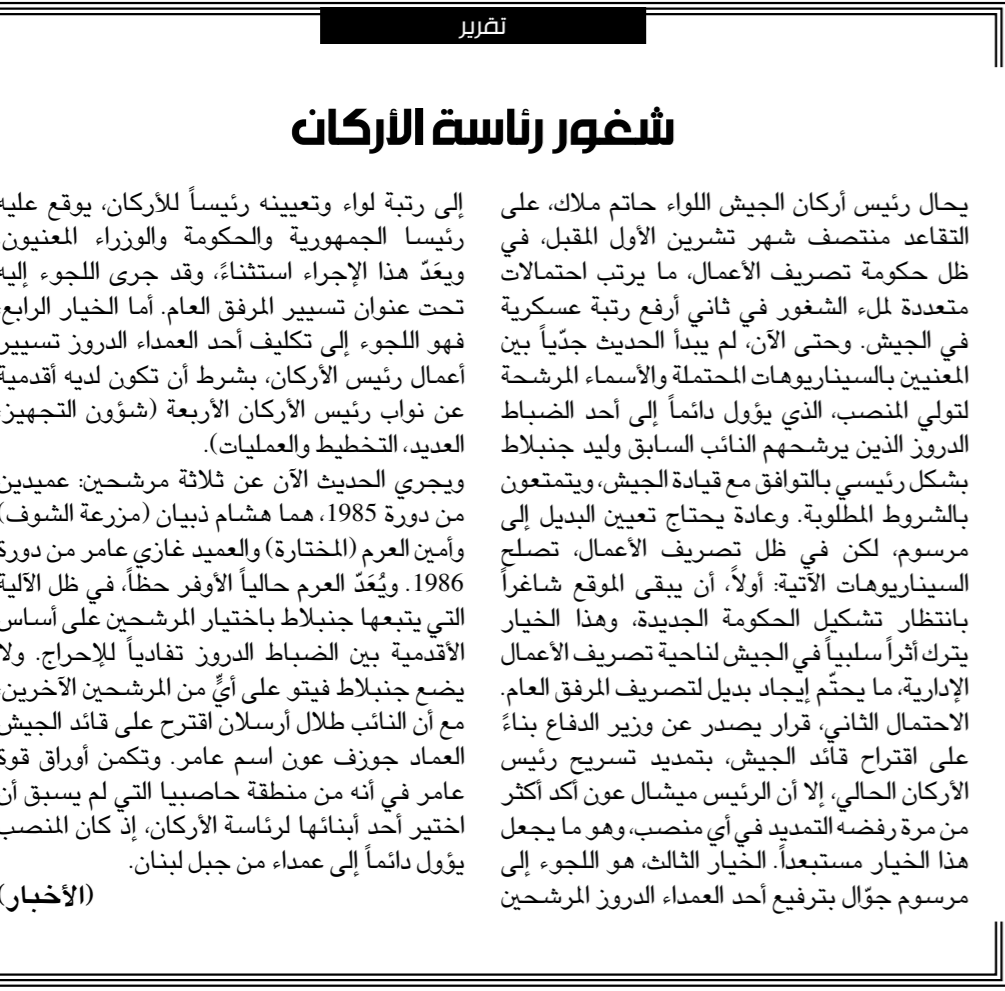 تقرير
شغور رئاسة الأركان
يحال رئيس أركان الجيش اللواء حاتم ملاك، على
التقاعد منتصف شهر تشرين الأول المقبل، في
ظل حكومة تصريف الأعمال، ما يرتب احتمالات
متعددة لملء الشغور في ثاني أرفع رتبة عسكرية
في الجيش. وحتى الآن، لم يبدأ الحديث جدّياً بين
المعنيين بالسيناريوهات المحتملة والأسماء المرشحة
لتولي المنصب، الذي يؤول دائماً إلى أحد الضباط
الدروز الذين يرشحهم النائب السابق وليد جنبلاط
بشكل رئيسي بالتوافق مع قيادة الجيش، ويتمتعون
بالشروط المطلوبة. وعادة يحتاج تعيين البديل إلى
مرسوم، لكن في ظل تصريف الأعمال، تصلح
السيناريوهات الآتية: أولاً، أن يبقى الموقع شاغراً
بانتظار تشكيل الحكومة الجديدة، وهذا الخيار
يترك أثراً سلبياً في الجيش لناحية تصريف الأعمال
الإدارية، ما يحتّم إيجاد بديل لتصريف المرفق العام.
الاحتمال الثاني، قرار يصدر عن وزير الدفاع بناءً
على اقتراح قائد الجيش، بتمديد تسريح رئيس
الأركان الحالي، إلا أن الرئيس ميشال عون أكد أكثر
من مرة رفضه التمديد في أي منصب، وهو ما يجعل
هذا الخيار مستبعداً. الخيار الثالث، هو اللجوء إلى
مرسوم جوّال بترفيع أحد العمداء الدروز المرشحين
إلى رتبة لواء وتعيينه رئيساً للأركان، يوقع عليه
رئيسا الجمهورية والحكومة والوزراء المعنيون.
ويعَدّ هذا الإجراء استثناءً، وقد جرى اللجوء إليه
تحت عنوان تسيير المرفق العام. أما الخيار الرابع،
فهو اللجوء إلى تكليف أحد العمداء الدروز تسيير
أعمال رئيس الأركان، بشرط أن تكون لديه أقدمية
عن نواب رئيس الأركان الأربعة (شؤون التجهيز،
العديد، التخطيط والعمليات).
ويجري الحديث الآن عن ثلاثة مرشحين: عميدين
من دورة 1985، هما هشام ذبيان (مزرعة الشوف)
وأمين العرم (المختارة) والعميد غازي عامر من دورة
1986. ويُعَدّ العرم حالياً الأوفر حظاً، في ظل الآلية
التي يتبعها جنبلاط باختيار المرشحين على أساس
الأقدمية بين الضباط الدروز تفادياً للإحراج. ولا
يضع جنبلاط فيتو على أيٍّ من المرشحين الآخرين،
مع أن النائب طلال أرسلان اقترح على قائد الجيش
العماد جوزف عون اسم عامر. وتكمن أوراق قوة
عامر في أنه من منطقة حاصبيا التي لم يسبق أن
اختير أحد أبنائها لرئاسة الأركان، إذ كان المنصب
يؤول دائماً إلى عمداء من جبل لبنان.
(الأخبار)